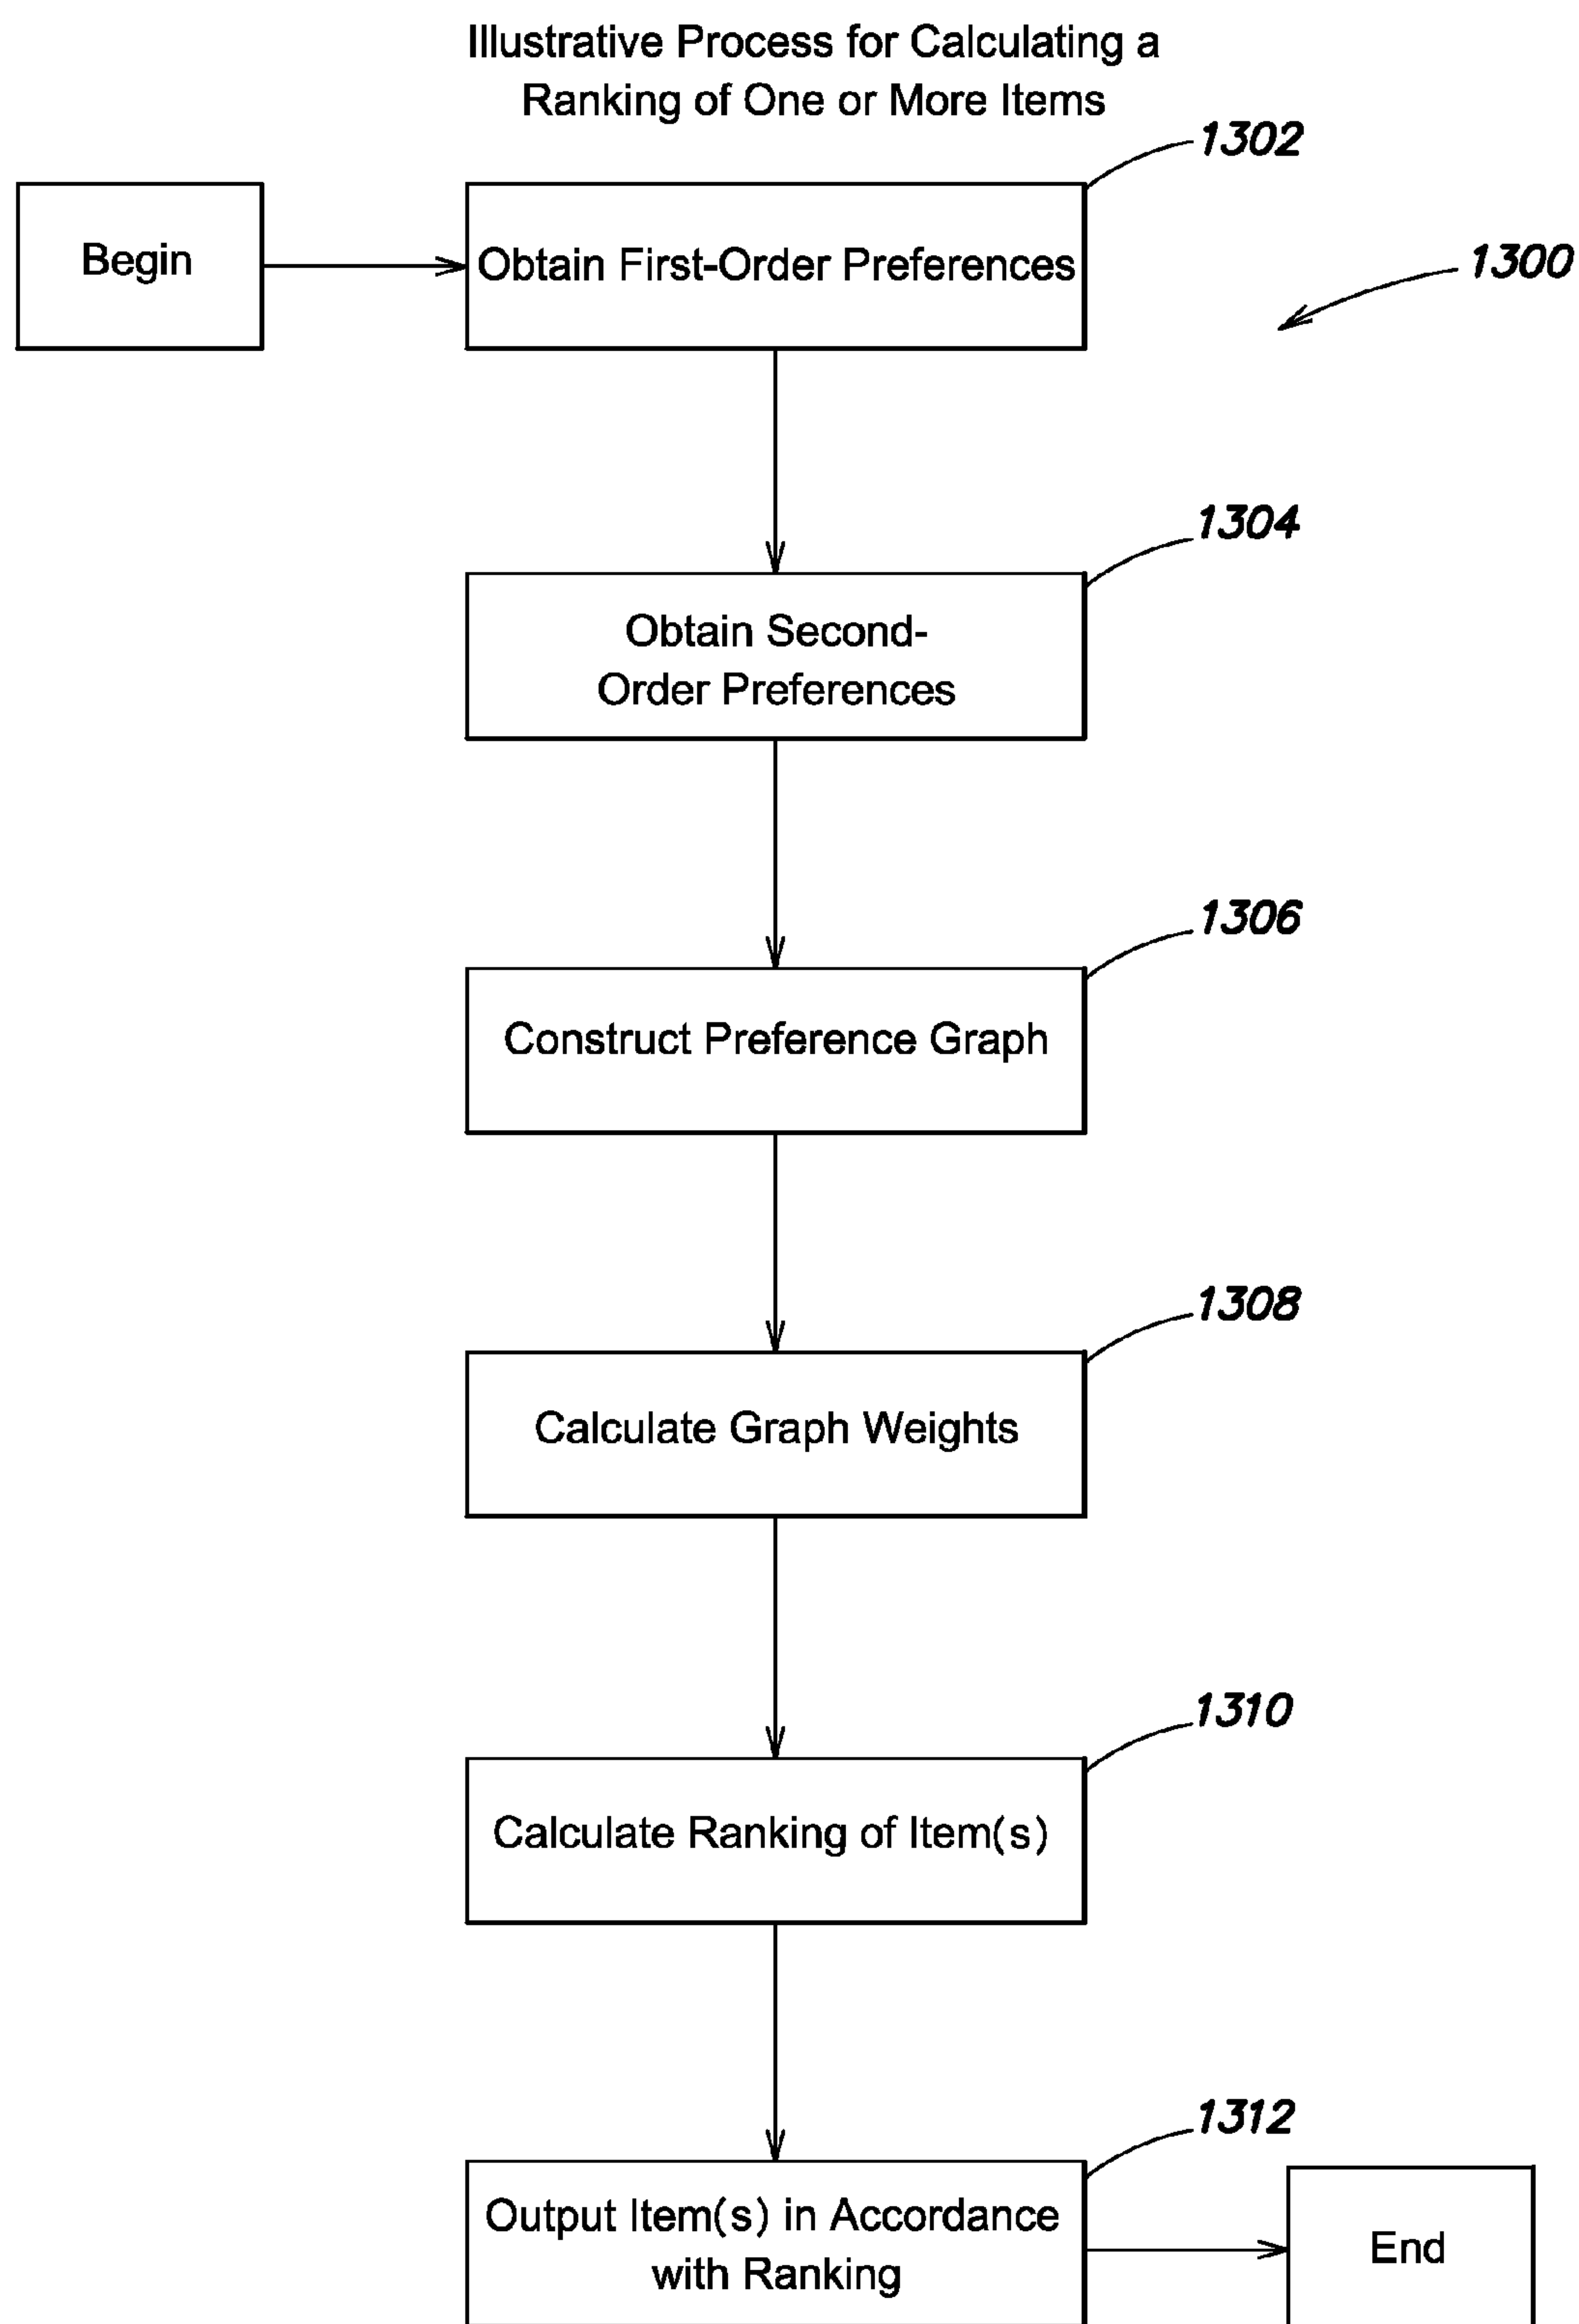 Illustrative Process for Calculating a
Ranking of One or More Items
1302
Begin
Obtain First-Order Preferences
1300
1304
Obtain Second-
Order Preferences
1306
Construct Preference Graph
1308
Calculate Graph Weights
1310
Calculate Ranking of Item(s)
1312
Output Item(s) in Accordance
with Ranking
End